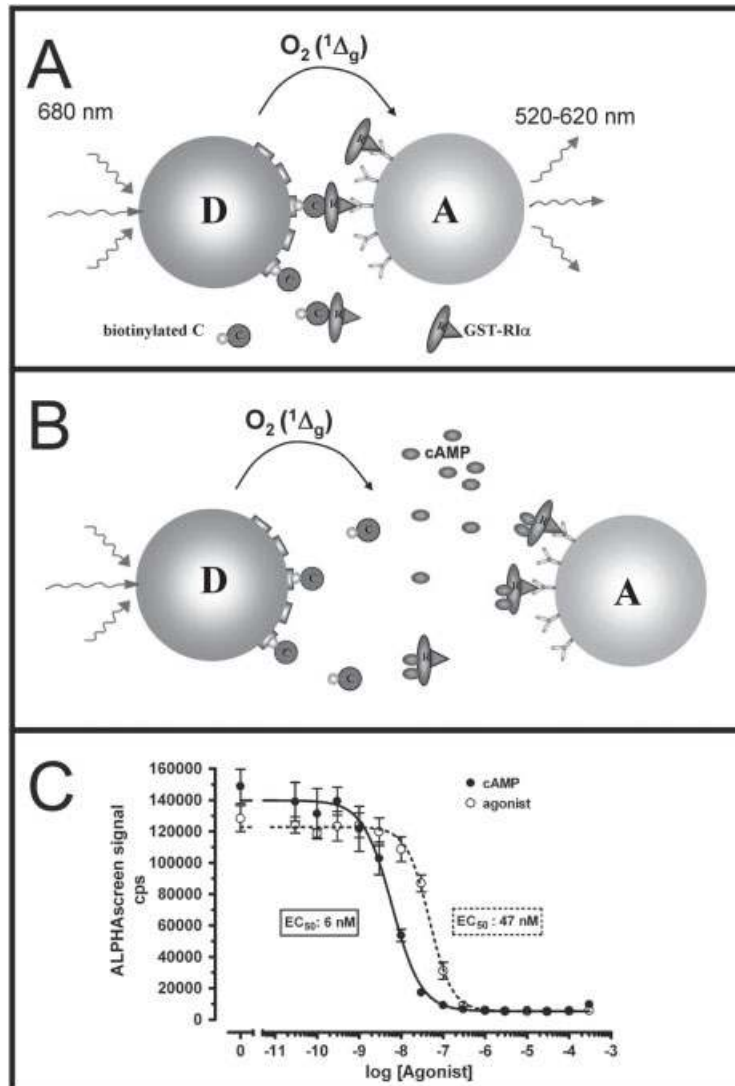 A
O₂ (¹Δg)
680 nm
520-620 nm
D
A
C
R
R
C
C
R
biotinylated C
C
R
GST-RIα
B
O₂ (¹Δg)
cAMP
C
R
D
C
A
C
R
C
C
160000
140000
120000
100000
80000
60000
40000
20000
0
ALPHAscreen signal
cps
cAMP
agonist
EC₅₀: 6 nM
EC₅₀ : 47 nM
0 -11 -10 -9 -8 -7 -6 -5 -4 -3
log [Agonist]